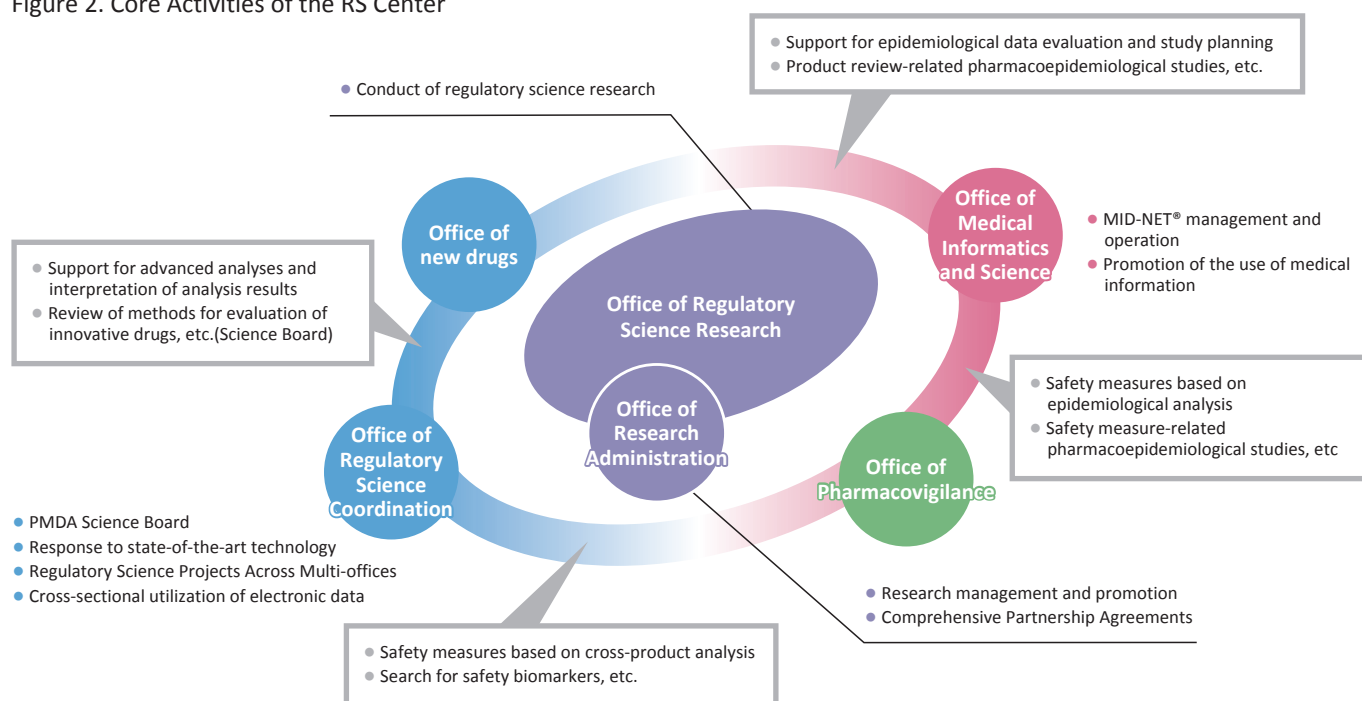 Figure 2. Core Activities of the RS Center
● Support for epidemiological data evaluation and study planning
● Product review-related pharmacoepidemiological studies, etc.
● Conduct of regulatory science research
Office of
new drugs
Office of
Medical
Informatics
and Science
● MID-NET® management and
operation
● Promotion of the use of medical
information
● Support for advanced analyses and
interpretation of analysis results
● Review of methods for evaluation of
innovative drugs, etc.(Science Board)
Office of Regulatory
Science Research
● Safety measures based on
epidemiological analysis
● Safety measure-related
pharmacoepidemiological studies, etc
Office of
Research
Administration
Office of
Regulatory
Science
Coordination
Office of
Pharmacovigilance
● PMDA Science Board
● Response to state-of-the-art technology
● Regulatory Science Projects Across Multi-offices
● Cross-sectional utilization of electronic data
● Research management and promotion
● Comprehensive Partnership Agreements
● Safety measures based on cross-product analysis
● Search for safety biomarkers, etc.